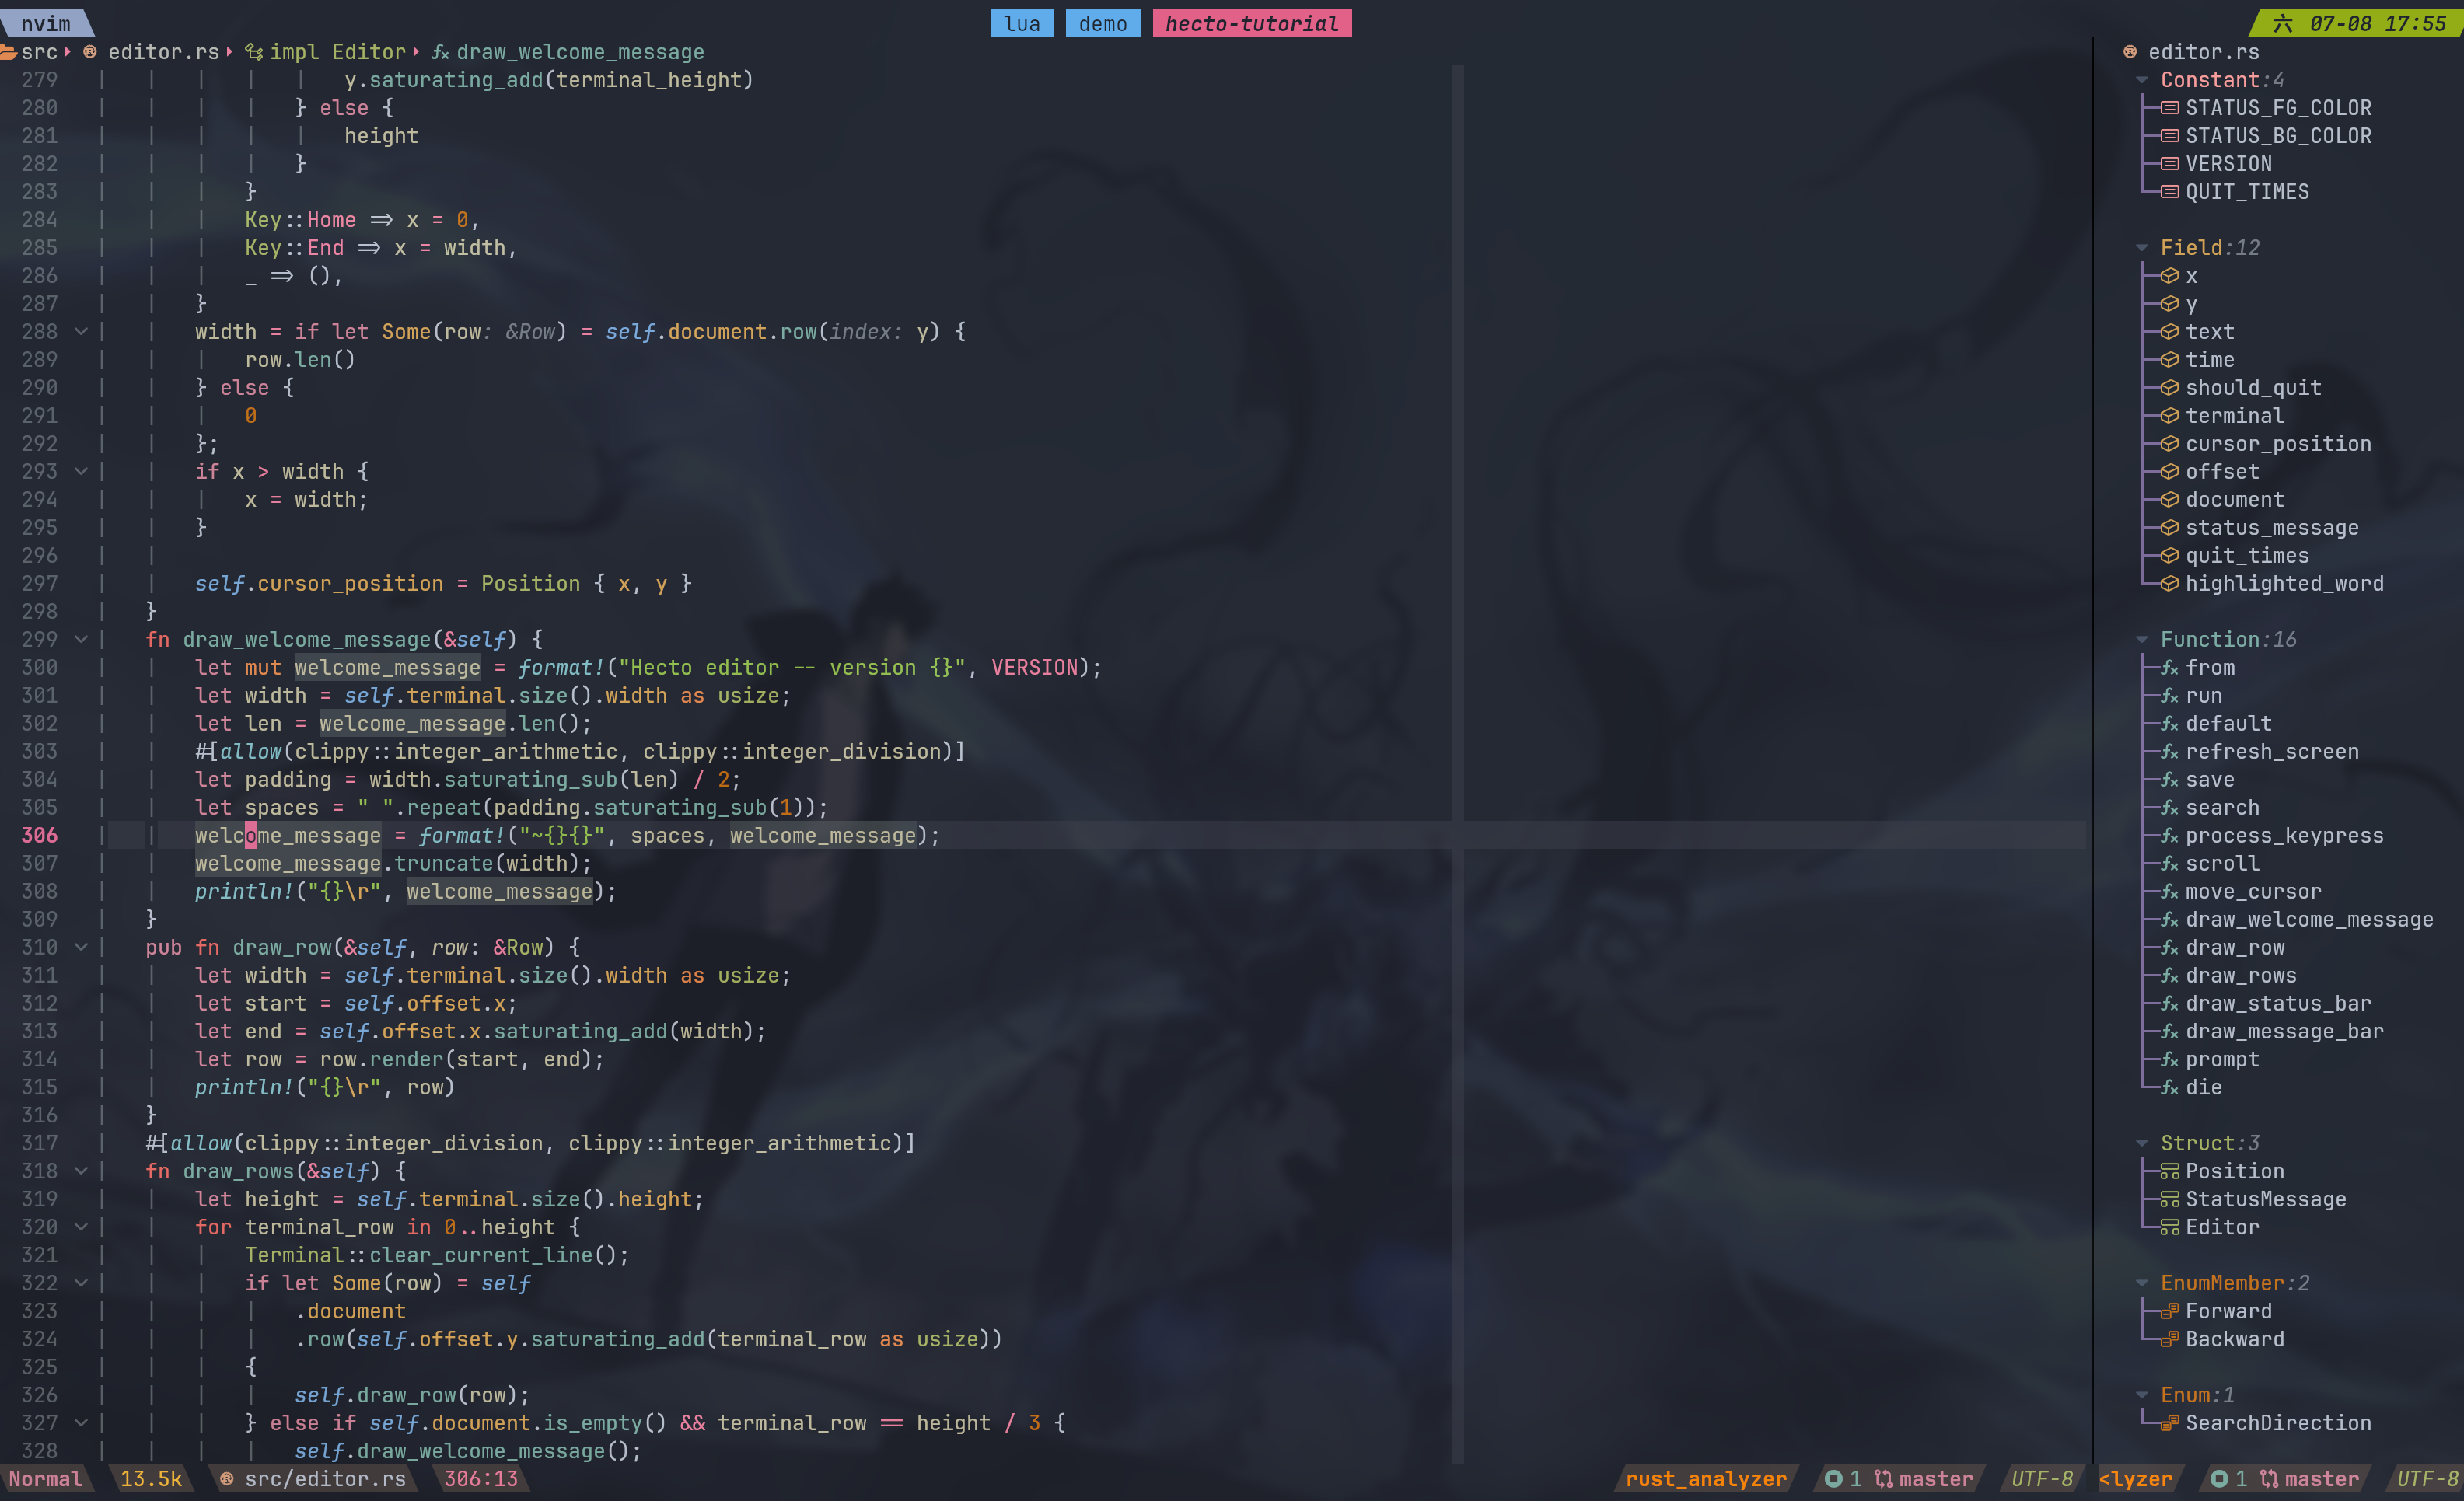 nvim lua demo hecto-tutorial 六 07-08 17:55
src editor.rs impl Editor draw_welcome_message
279 y.saturating_add(terminal_height)
280 } else {
281 height
282 }
283 }
284 Key::Home => x = 0,
285 Key::End => x = width,
286 _ => (),
287 }
288 width = if let Some(row: &Row) = self.document.row(index: y) {
289 row.len()
290 } else {
291 0
292 };
293 if x > width {
294 x = width;
295 }
296
297 self.cursor_position = Position { x, y }
298 }
299 fn draw_welcome_message(&self) {
300 let mut welcome_message = format!("Hecto editor -- version {}", VERSION);
301 let width = self.terminal.size().width as usize;
302 let len = welcome_message.len();
303 #[allow(clippy::integer_arithmetic, clippy::integer_division)]
304 let padding = width.saturating_sub(len) / 2;
305 let spaces = " ".repeat(padding.saturating_sub(1));
306 welcome_message = format!("~{}{}", spaces, welcome_message);
307 welcome_message.truncate(width);
308 println!("{}\r", welcome_message);
309 }
310 pub fn draw_row(&self, row: &Row) {
311 let width = self.terminal.size().width as usize;
312 let start = self.offset.x;
313 let end = self.offset.x.saturating_add(width);
314 let row = row.render(start, end);
315 println!("{}\r", row)
316 }
317 #[allow(clippy::integer_division, clippy::integer_arithmetic)]
318 fn draw_rows(&self) {
319 let height = self.terminal.size().height;
320 for terminal_row in 0..height {
321 Terminal::clear_current_line();
322 if let Some(row) = self
323 .document
324 .row(self.offset.y.saturating_add(terminal_row as usize))
325 {
326 self.draw_row(row);
327 } else if self.document.is_empty() && terminal_row == height / 3 {
328 self.draw_welcome_message();
editor.rs
Constant:4
STATUS_FG_COLOR
STATUS_BG_COLOR
VERSION
QUIT_TIMES
Field:12
x
y
text
time
should_quit
terminal
cursor_position
offset
document
status_message
quit_times
highlighted_word
Function:16
from
run
default
refresh_screen
save
search
process_keypress
scroll
move_cursor
draw_welcome_message
draw_row
draw_rows
draw_status_bar
draw_message_bar
prompt
die
Struct:3
Position
StatusMessage
Editor
EnumMember:2
Forward
Backward
Enum:1
SearchDirection
Normal 13.5k src/editor.rs 306:13 rust_analyzer 1 master UTF-8 <lyzer 1 master UTF-8